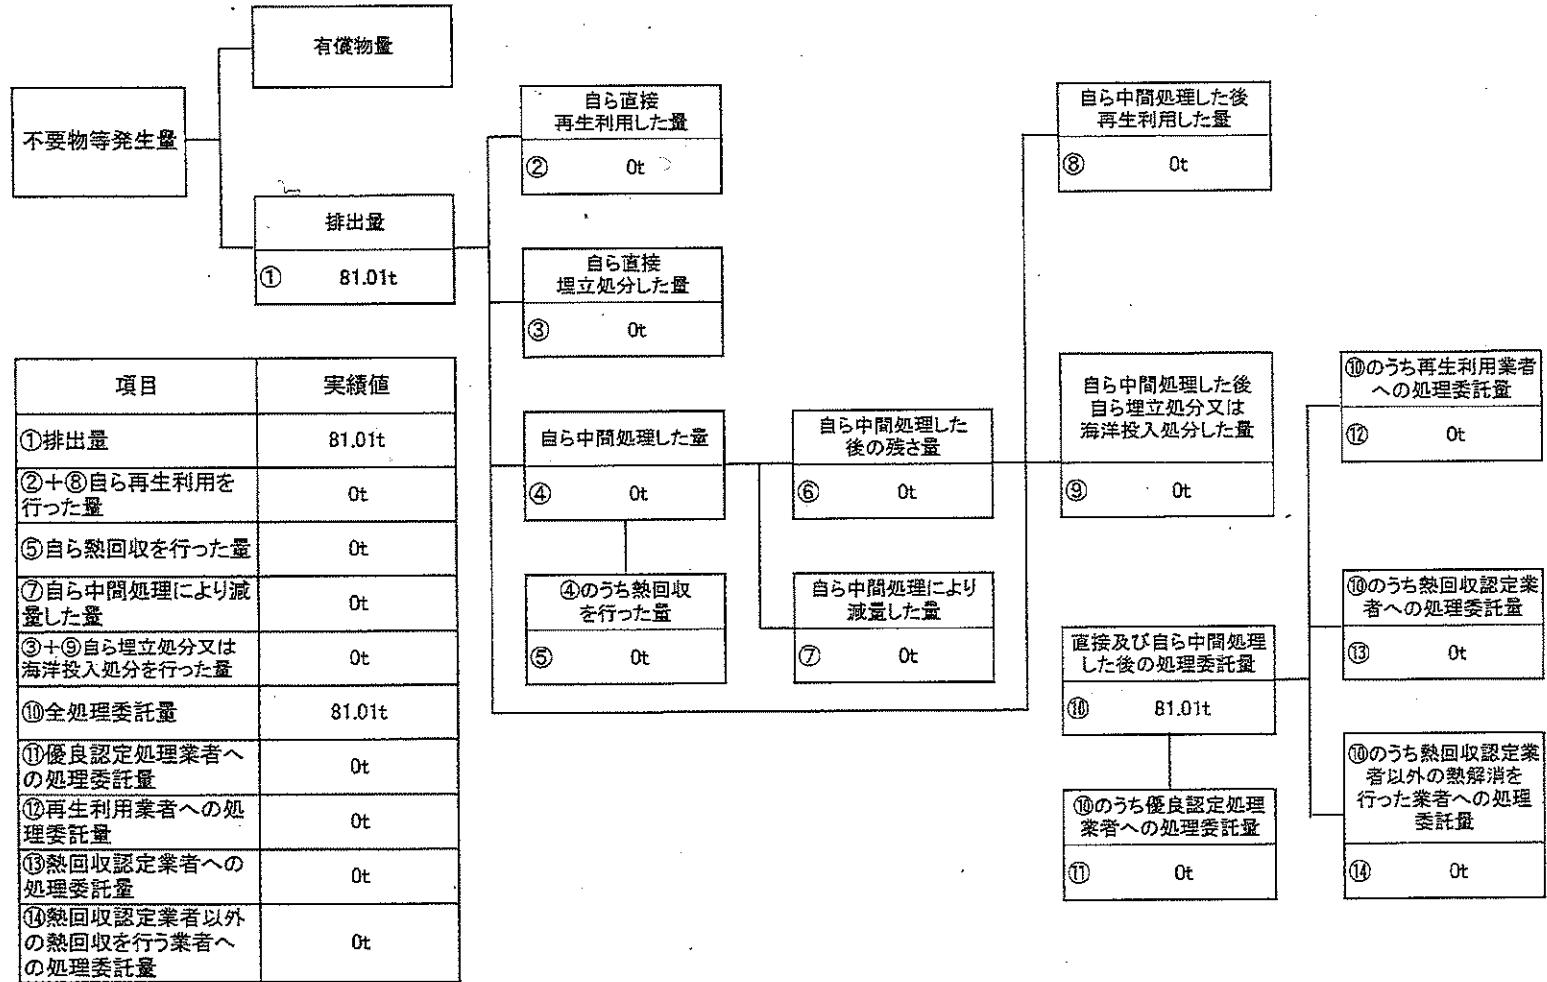 有償物量
不要物等発生量
排出量
① 81.01t
自ら直接
再生利用した量
② 0t
自ら直接
埋立処分した量
③ 0t
自ら中間処理した量
④ 0t
④のうち熱回収
を行った量
⑤ 0t
自ら中間処理した
後の残さ量
⑥ 0t
自ら中間処理により
減量した量
⑦ 0t
自ら中間処理した後
再生利用した量
⑧ 0t
自ら中間処理した後
自ら埋立処分又は
海洋投入処分した量
⑨ 0t
直接及び自ら中間処理
した後の処理委託量
⑩ 81.01t
⑩のうち優良認定処理
業者への処理委託量
⑪ 0t
⑩のうち再生利用業者
への処理委託量
⑫ 0t
⑩のうち熱回収認定業
者への処理委託量
⑬ 0t
⑩のうち熱回収認定業
者以外の熱解消を
行った業者への処理
委託量
⑭ 0t
項目 実績値
①排出量 81.01t
②+⑧自ら再生利用を
行った量 0t
⑤自ら熱回収を行った量 0t
⑦自ら中間処理により減
量した量 0t
③+⑨自ら埋立処分又は
海洋投入処分を行った量 0t
⑩全処理委託量 81.01t
⑪優良認定処理業者へ
の処理委託量 0t
⑫再生利用業者への処
理委託量 0t
⑬熱回収認定業者への
処理委託量 0t
⑭熱回収認定業者以外
の熱回収を行う業者へ
の処理委託量 0t